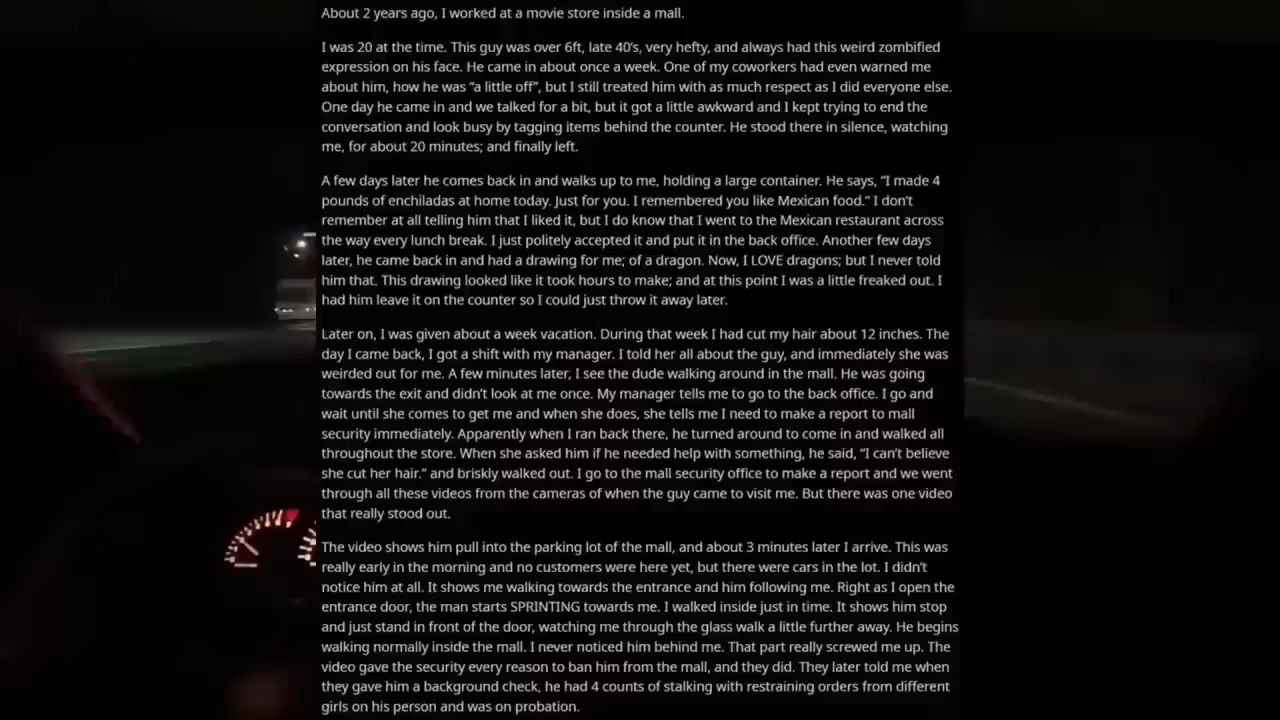 About 2 years ago, I worked at a movie store inside a mall.
I was 20 at the time. This guy was over 6ft, late 40's, very hefty, and always had this weird zombified
expression on his face. He came in about once a week. One of my coworkers had even warned me
about him, how he was "a little off", but I still treated him with as much respect as I did everyone else.
One day he came in and we talked for a bit, but it got a little awkward and I kept trying to end the
conversation and look busy by tagging items behind the counter. He stood there in silence, watching
me, for about 20 minutes; and finally left.
A few days later he comes back in and walks up to me, holding a large container. He says, “I made 4
pounds of enchiladas at home today. Just for you. I remembered you like Mexican food.” I don’t
remember at all telling him that I liked it, but I do know that I went to the Mexican restaurant across
the way every lunch break. I just politely accepted it and put it in the back office. Another few days
later, he came back in and had a drawing for me; of a dragon. Now, I LOVE dragons; but I never told
him that. This drawing looked like it took hours to make; and at this point I was a little freaked out. I
had him leave it on the counter so I could just throw it away later.
Later on, I was given about a week vacation. During that week I had cut my hair about 12 inches. The
day I came back, I got a shift with my manager. I told her all about the guy, and immediately she was
weirded out for me. A few minutes later, I see the dude walking around in the mall. He was going
towards the exit and didn’t look at me once. My manager tells me to go to the back office. I go and
wait until she comes to get me and when she does, she tells me I need to make a report to mall
security immediately. Apparently when I ran back there, he turned around to come in and walked all
throughout the store. When she asked him if he needed help with something, he said, “I can’t believe
she cut her hair.” and briskly walked out. I go to the mall security office to make a report and we went
through all these videos from the cameras of when the guy came to visit me. But there was one video
that really stood out.
The video shows him pull into the parking lot of the mall, and about 3 minutes later I arrive. This was
really early in the morning and no customers were here yet, but there were cars in the lot. I didn’t
notice him at all. It shows me walking towards the entrance and him following me. Right as I open the
entrance door, the man starts SPRINTING towards me. I walked inside just in time. It shows him stop
and just stand in front of the door, watching me through the glass walk a little further away. He begins
walking normally inside the mall. I never noticed him behind me. That part really screwed me up. The
video gave the security every reason to ban him from the mall, and they did. They later told me when
they gave him a background check, he had 4 counts of stalking with restraining orders from different
girls on his person and was on probation.